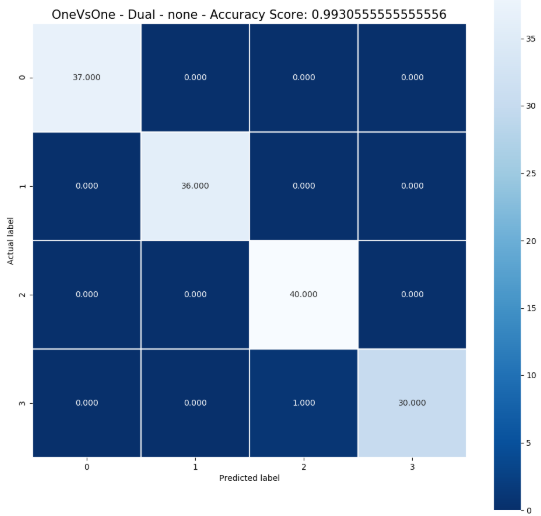 OneVsOne - Dual - none - Accuracy Score: 0.9930555555555556
0 37.000 0.000 0.000 0.000
1 0.000 36.000 0.000 0.000
2 0.000 0.000 40.000 0.000
3 0.000 0.000 1.000 30.000
Actual label
0 1 2 3
Predicted label
35
30
25
20
15
10
5
0